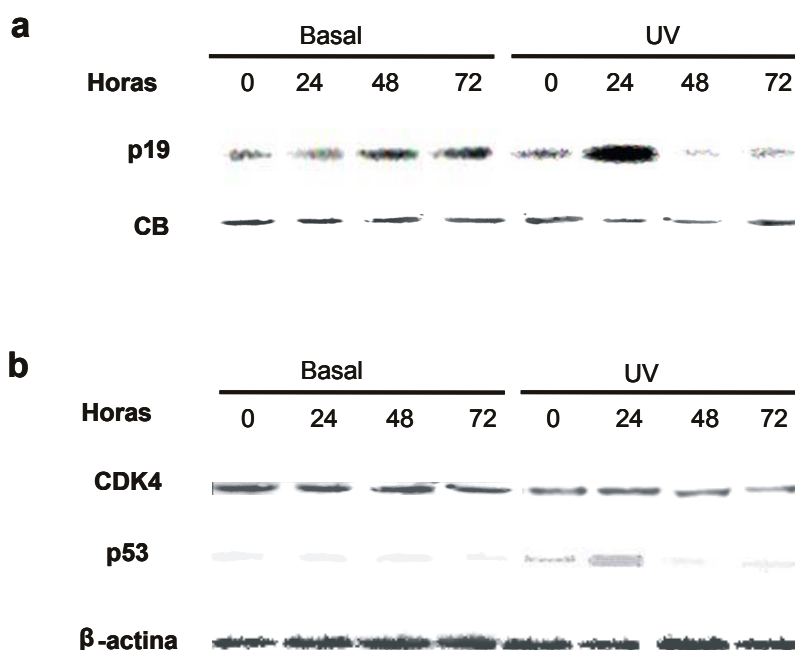 a
Basal UV
Horas 0 24 48 72 0 24 48 72
p19
CB
b
Basal UV
Horas 0 24 48 72 0 24 48 72
CDK4
p53
β-actina